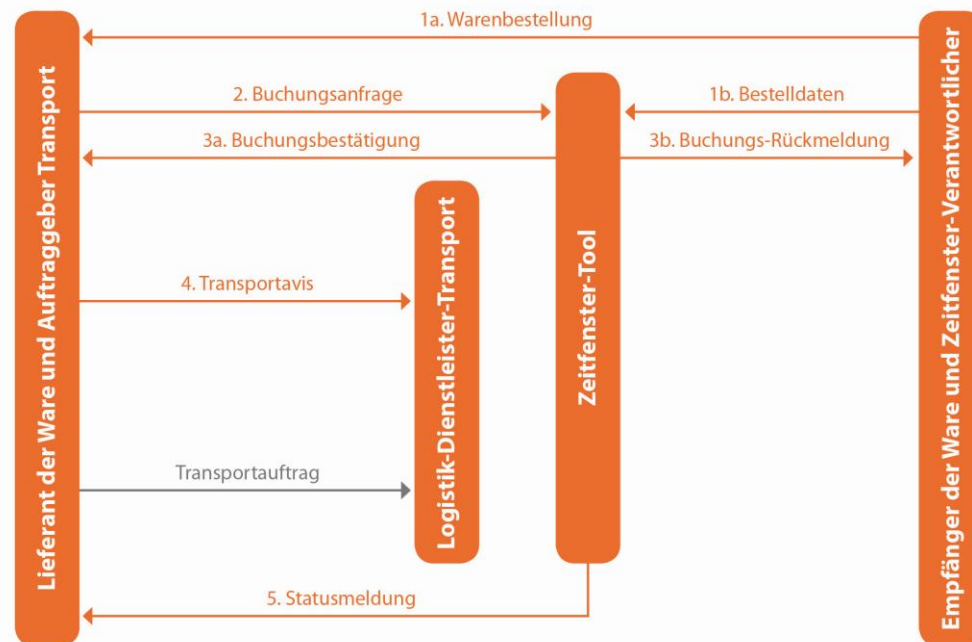 1a. Warenbestellung
Lieferant der Ware und Auftraggeber Transport
Empfänger der Ware und Zeitfenster-Verantwortlicher
2. Buchungsanfrage
1b. Bestelldaten
3a. Buchungsbestätigung
3b. Buchungs-Rückmeldung
Zeitfenster-Tool
Logistik-Dienstleister-Transport
4. Transportavis
Transportauftrag
5. Statusmeldung